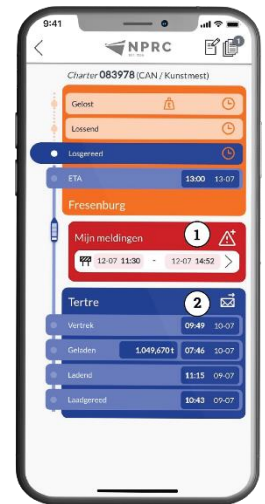 9:41
NPRC
1
Charter 083978 (CAN / Kunstmest)
Gelost
Lossend
Losgereed
ETA 13:00 13-07
Fresenburg
Mijn meldingen 1
12-07 11:30 - 12-07 14:52
Tertre 2
Vertrek 09:49 10-07
Geladen 1.049,670 t 07:46 10-07
Ladend 11:15 09-07
Laadgereed 10:43 09-07